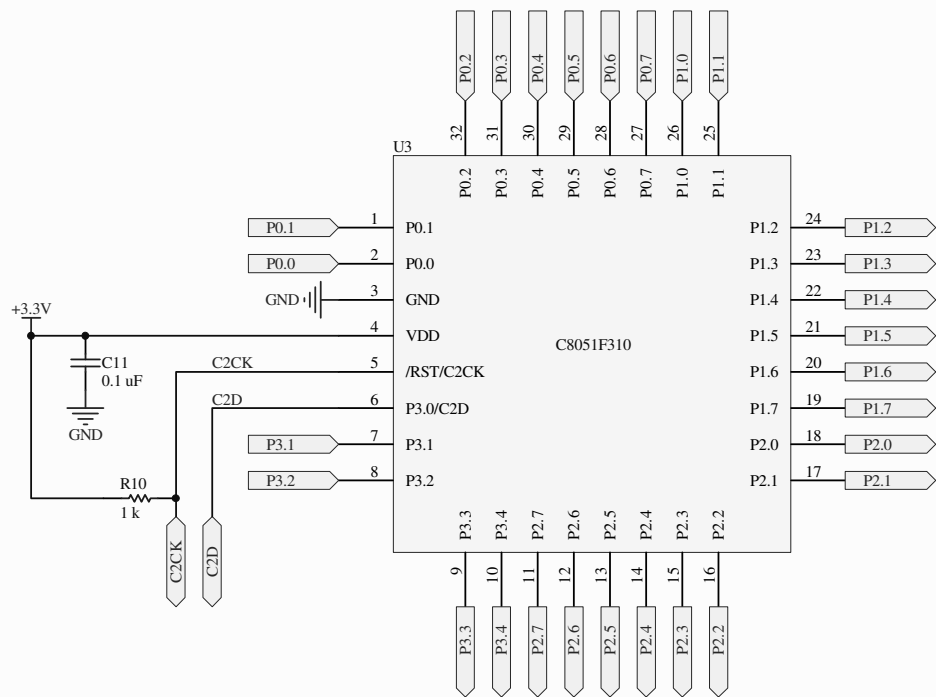 P0.2 P0.3 P0.4 P0.5 P0.6 P0.7 P1.0 P1.1
32 31 30 29 28 27 26 25
U3
P0.2 P0.3 P0.4 P0.5 P0.6 P0.7 P1.0 P1.1
P0.1 1 P0.1 P1.2 24 P1.2
P0.0 2 P0.0 P1.3 23 P1.3
GND 3 GND P1.4 22 P1.4
+3.3V
4 VDD P1.5 21 P1.5
C8051F310
C11
0.1 uF
C2CK 5 /RST/C2CK P1.6 20 P1.6
C2D 6 P3.0/C2D P1.7 19 P1.7
GND
P3.1 7 P3.1 P2.0 18 P2.0
P3.2 8 P3.2 P2.1 17 P2.1
R10
1 k
P3.3 P3.4 P2.7 P2.6 P2.5 P2.4 P2.3 P2.2
C2CK C2D
9 10 11 12 13 14 15 16
P3.3 P3.4 P2.7 P2.6 P2.5 P2.4 P2.3 P2.2